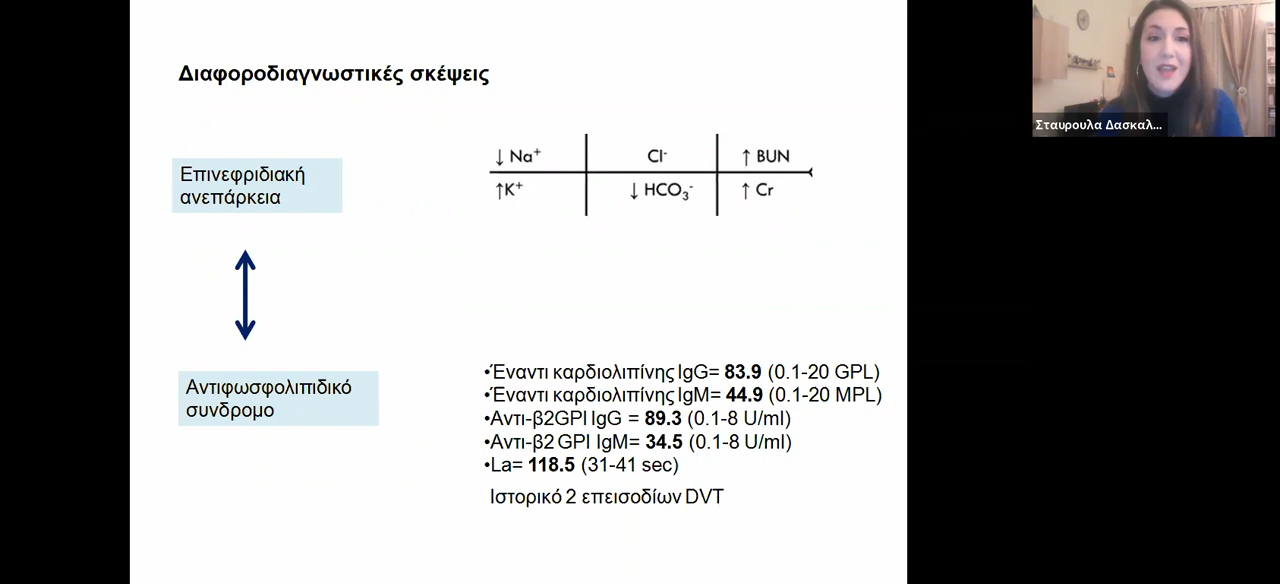 Διαφοροδιαγνωστικές σκέψεις
Σταυρουλα Δασκαλ...
↓ Na⁺ Cl⁻ ↑ BUN
↑K⁺ ↓ HCO₃⁻ ↑ Cr
Επινεφριδιακή
ανεπάρκεια
Αντιφωσφολιπιδικό
συνδρομο
•Έναντι καρδιολιπίνης IgG= 83.9 (0.1-20 GPL)
•Έναντι καρδιολιπίνης IgM= 44.9 (0.1-20 MPL)
•Αντι-β2GPI IgG = 89.3 (0.1-8 U/ml)
•Αντι-β2 GPI IgM= 34.5 (0.1-8 U/ml)
•La= 118.5 (31-41 sec)
Ιστορικό 2 επεισοδίων DVT